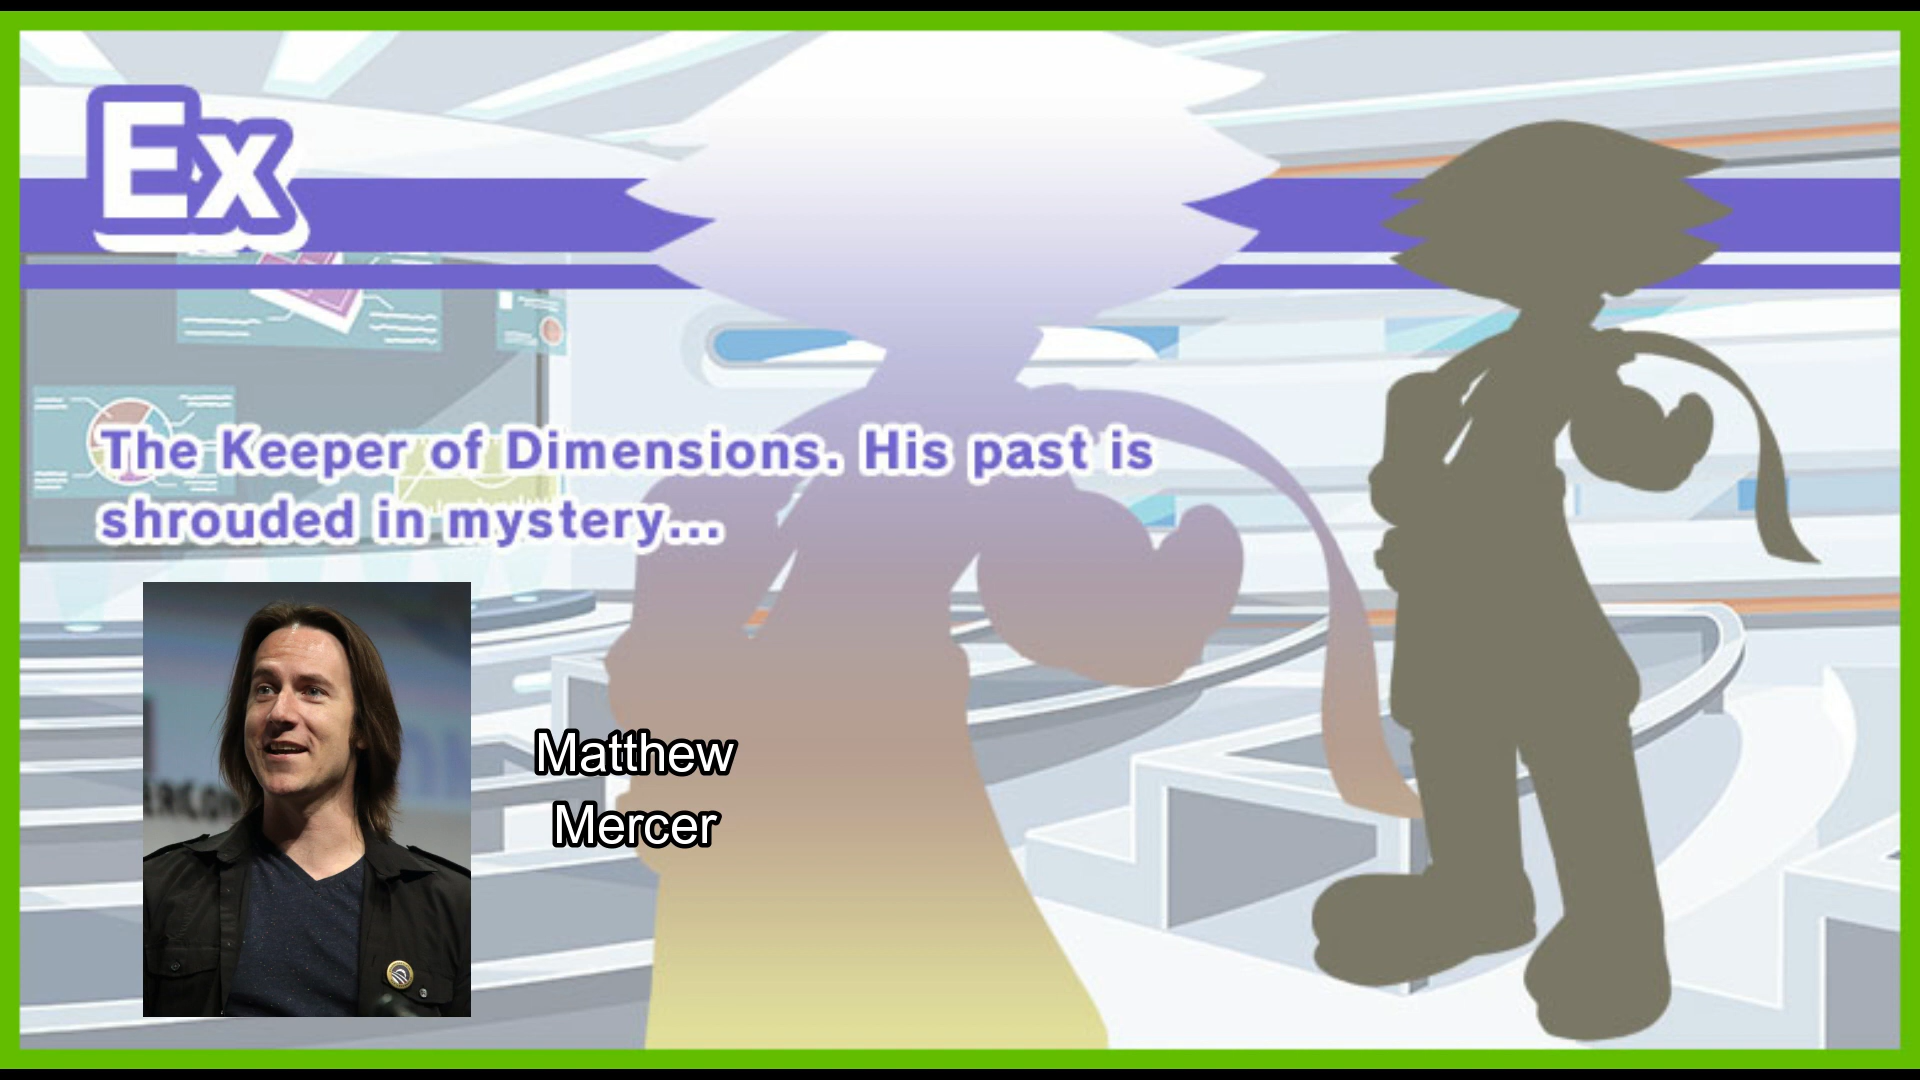 Ex
The Keeper of Dimensions. His past is
shrouded in mystery...
Matthew
Mercer